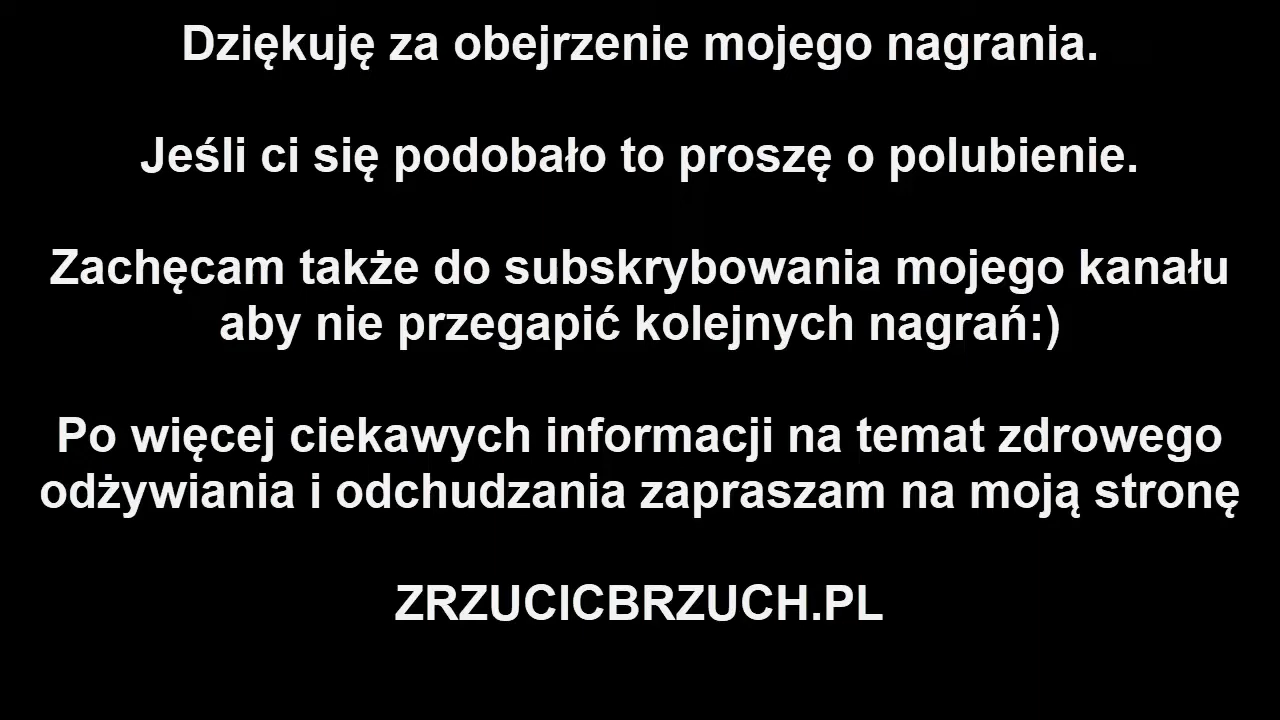 Dziękuję za obejrzenie mojego nagrania.
Jeśli ci się podobało to proszę o polubienie.
Zachęcam także do subskrybowania mojego kanału
aby nie przegapić kolejnych nagrań:)
Po więcej ciekawych informacji na temat zdrowego
odżywiania i odchudzania zapraszam na moją stronę
ZRZUCICBRZUCH.PL